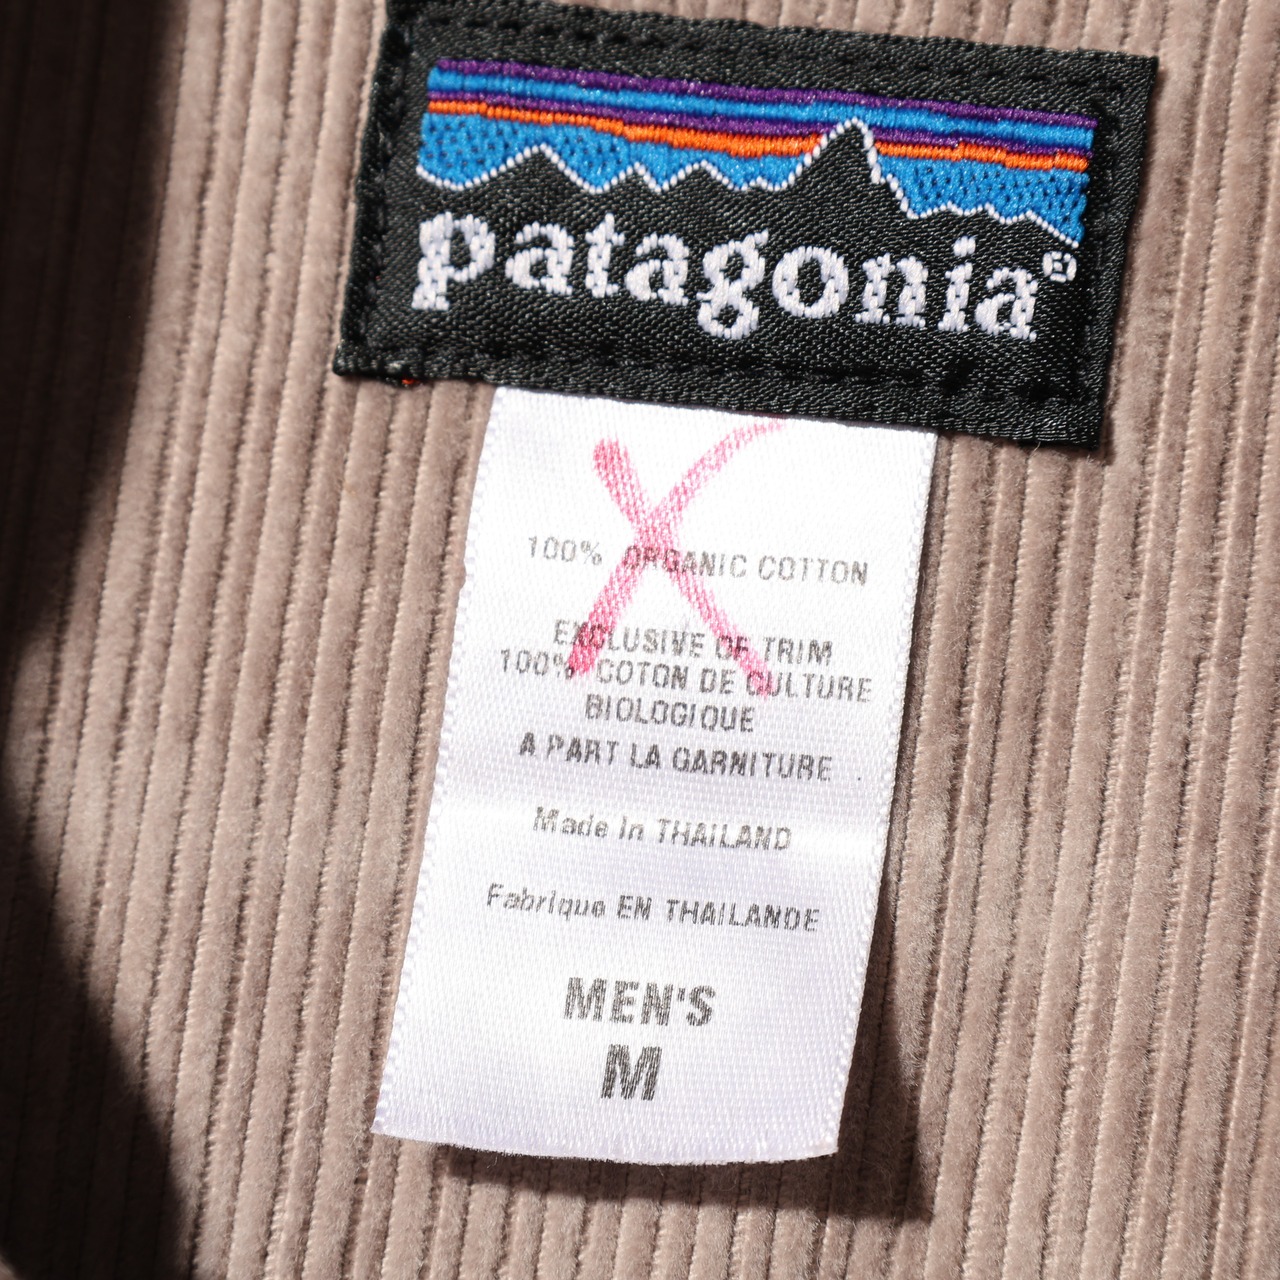 patagonia®
100% ORGANIC COTTON
EXCLUSIVE OF TRIM
100% COTON DE CULTURE
BIOLOGIQUE
A PART LA GARNITURE
Made in THAILAND
Fabrique EN THAILANDE
MEN'S
M